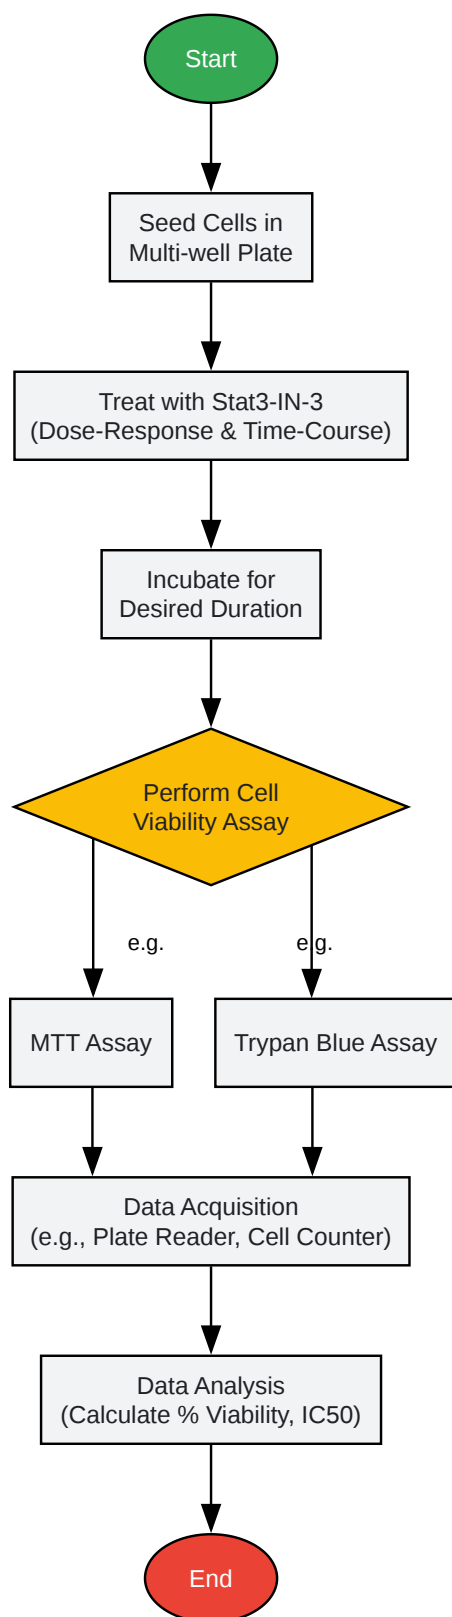 Start
Seed Cells in
Multi-well Plate
Treat with Stat3-IN-3
(Dose-Response & Time-Course)
Incubate for
Desired Duration
Perform Cell
Viability Assay
e.g.
e.g.
MTT Assay
Trypan Blue Assay
Data Acquisition
(e.g., Plate Reader, Cell Counter)
Data Analysis
(Calculate % Viability, IC50)
End